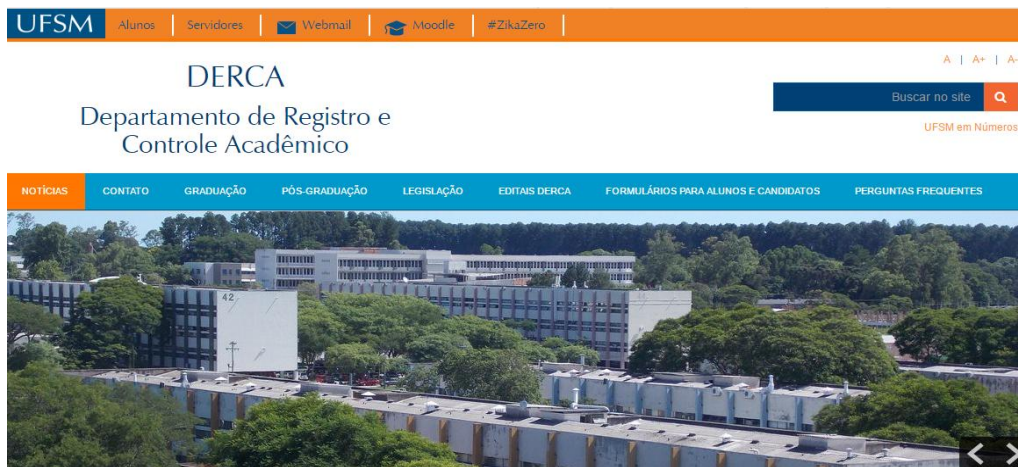 UFSM Alunos Servidores Webmail Moodle #ZikaZero
A | A+ | A-
DERCA
Departamento de Registro e
Controle Acadêmico
Buscar no site
UFSM em Números
NOTÍCIAS CONTATO GRADUAÇÃO PÓS-GRADUAÇÃO LEGISLAÇÃO EDITAIS DERCA FORMULÁRIOS PARA ALUNOS E CANDIDATOS PERGUNTAS FREQUENTES
42